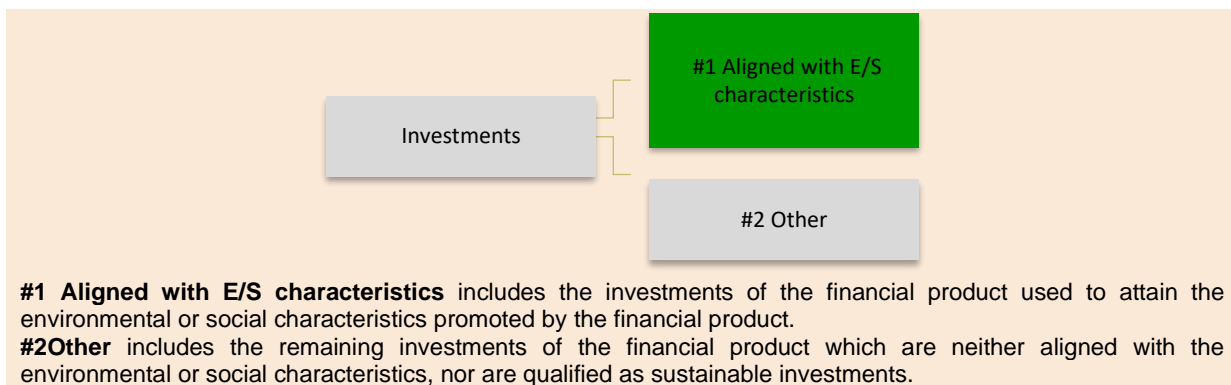 #1 Aligned with E/S
characteristics
Investments
#2 Other
#1 Aligned with E/S characteristics includes the investments of the financial product used to attain the
environmental or social characteristics promoted by the financial product.
#2Other includes the remaining investments of the financial product which are neither aligned with the
environmental or social characteristics, nor are qualified as sustainable investments.